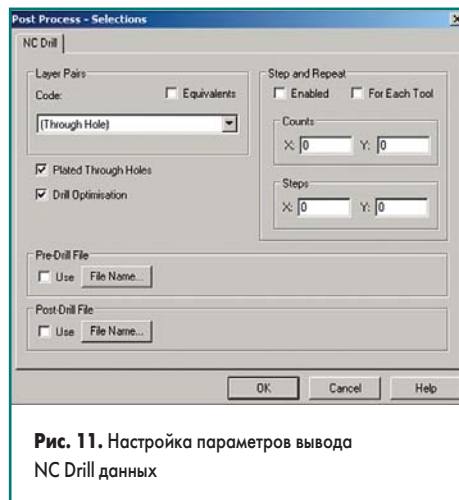 Post Process - Selections
NC Drill
Layer Pairs
Code:
Equivalents
(Through Hole)
Plated Through Holes
Drill Optimisation
Step and Repeat
Enabled
For Each Tool
Counts
X: 0 Y: 0
Steps
X: 0 Y: 0
Pre-Drill File
Use File Name...
Post-Drill File
Use File Name...
OK Cancel Help
Рис. 11. Настройка параметров вывода
NC Drill данных